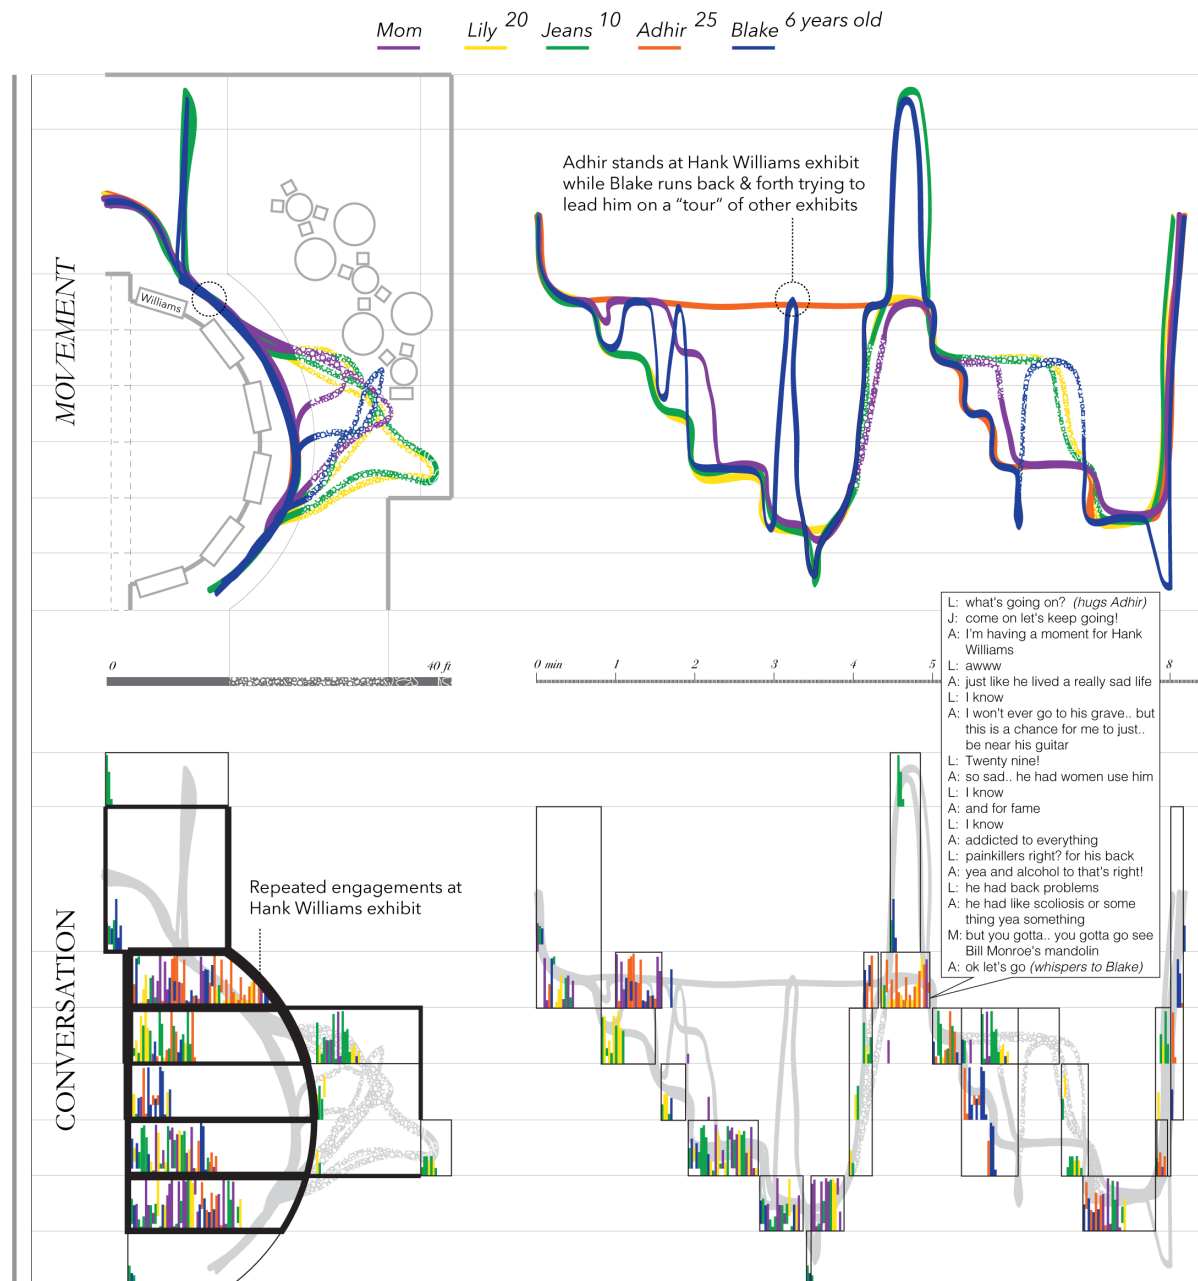 Mom Lily 20 Jeans 10 Adhir 25 Blake 6 years old
MOVEMENT
Adhir stands at Hank Williams exhibit
while Blake runs back & forth trying to
lead him on a “tour” of other exhibits
Williams
0 40 ft
0 min 1 2 3 4 5 8
L: what's going on? (hugs Adhir)
J: come on let's keep going!
A: I'm having a moment for Hank
Williams
L: awww
A: just like he lived a really sad life
L: I know
A: I won't ever go to his grave.. but
this is a chance for me to just..
be near his guitar
L: Twenty nine!
A: so sad.. he had women use him
L: I know
A: and for fame
L: I know
A: addicted to everything
L: painkillers right? for his back
A: yea and alcohol to that's right!
L: he had back problems
A: he had like scoliosis or some
thing yea something
M: but you gotta.. you gotta go see
Bill Monroe's mandolin
A: ok let's go (whispers to Blake)
CONVERSATION
Repeated engagements at
Hank Williams exhibit